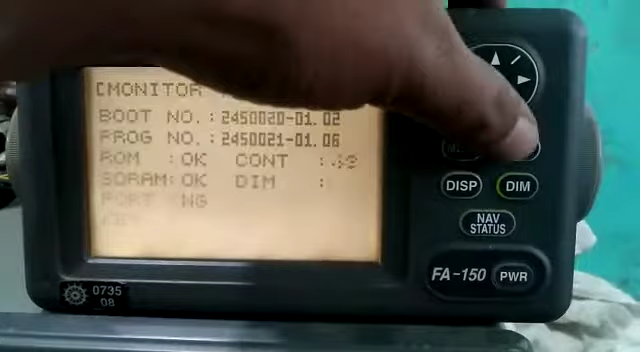 [MONITOR
BOOT NO. : 2450020-01.02
PROG NO. : 2450021-01.06
ROM : OK CONT :
SDRAM: OK DIM :
PORT NG
DISP
DIM
NAV
STATUS
FA-150
PWR
0735
08